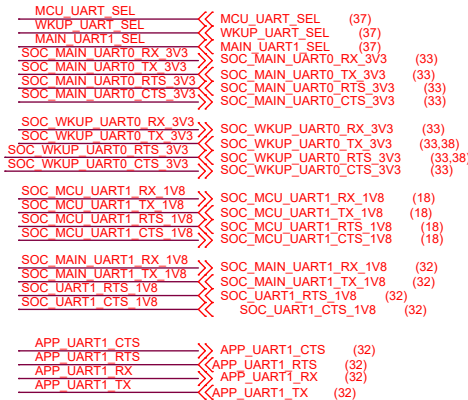 MCU_UART_SEL MCU_UART_SEL (37)
WKUP_UART_SEL WKUP_UART_SEL (37)
MAIN_UART1_SEL MAIN_UART1_SEL (37)
SOC_MAIN_UART0_RX_3V3 SOC_MAIN_UART0_RX_3V3 (33)
SOC_MAIN_UART0_TX_3V3 SOC_MAIN_UART0_TX_3V3 (33)
SOC_MAIN_UART0_RTS_3V3 SOC_MAIN_UART0_RTS_3V3 (33)
SOC_MAIN_UART0_CTS_3V3 SOC_MAIN_UART0_CTS_3V3 (33)
SOC_WKUP_UART0_RX_3V3 SOC_WKUP_UART0_RX_3V3 (33)
SOC_WKUP_UART0_TX_3V3 SOC_WKUP_UART0_TX_3V3 (33,38)
SOC_WKUP_UART0_RTS_3V3 SOC_WKUP_UART0_RTS_3V3 (33,38)
SOC_WKUP_UART0_CTS_3V3 SOC_WKUP_UART0_CTS_3V3 (33)
SOC_MCU_UART1_RX_1V8 SOC_MCU_UART1_RX_1V8 (18)
SOC_MCU_UART1_TX_1V8 SOC_MCU_UART1_TX_1V8 (18)
SOC_MCU_UART1_RTS_1V8 SOC_MCU_UART1_RTS_1V8 (18)
SOC_MCU_UART1_CTS_1V8 SOC_MCU_UART1_CTS_1V8 (18)
SOC_MAIN_UART1_RX_1V8 SOC_MAIN_UART1_RX_1V8 (32)
SOC_MAIN_UART1_TX_1V8 SOC_MAIN_UART1_TX_1V8 (32)
SOC_UART1_RTS_1V8 SOC_UART1_RTS_1V8 (32)
SOC_UART1_CTS_1V8 SOC_UART1_CTS_1V8 (32)
APP_UART1_CTS APP_UART1_CTS (32)
APP_UART1_RTS APP_UART1_RTS (32)
APP_UART1_RX APP_UART1_RX (32)
APP_UART1_TX APP_UART1_TX (32)